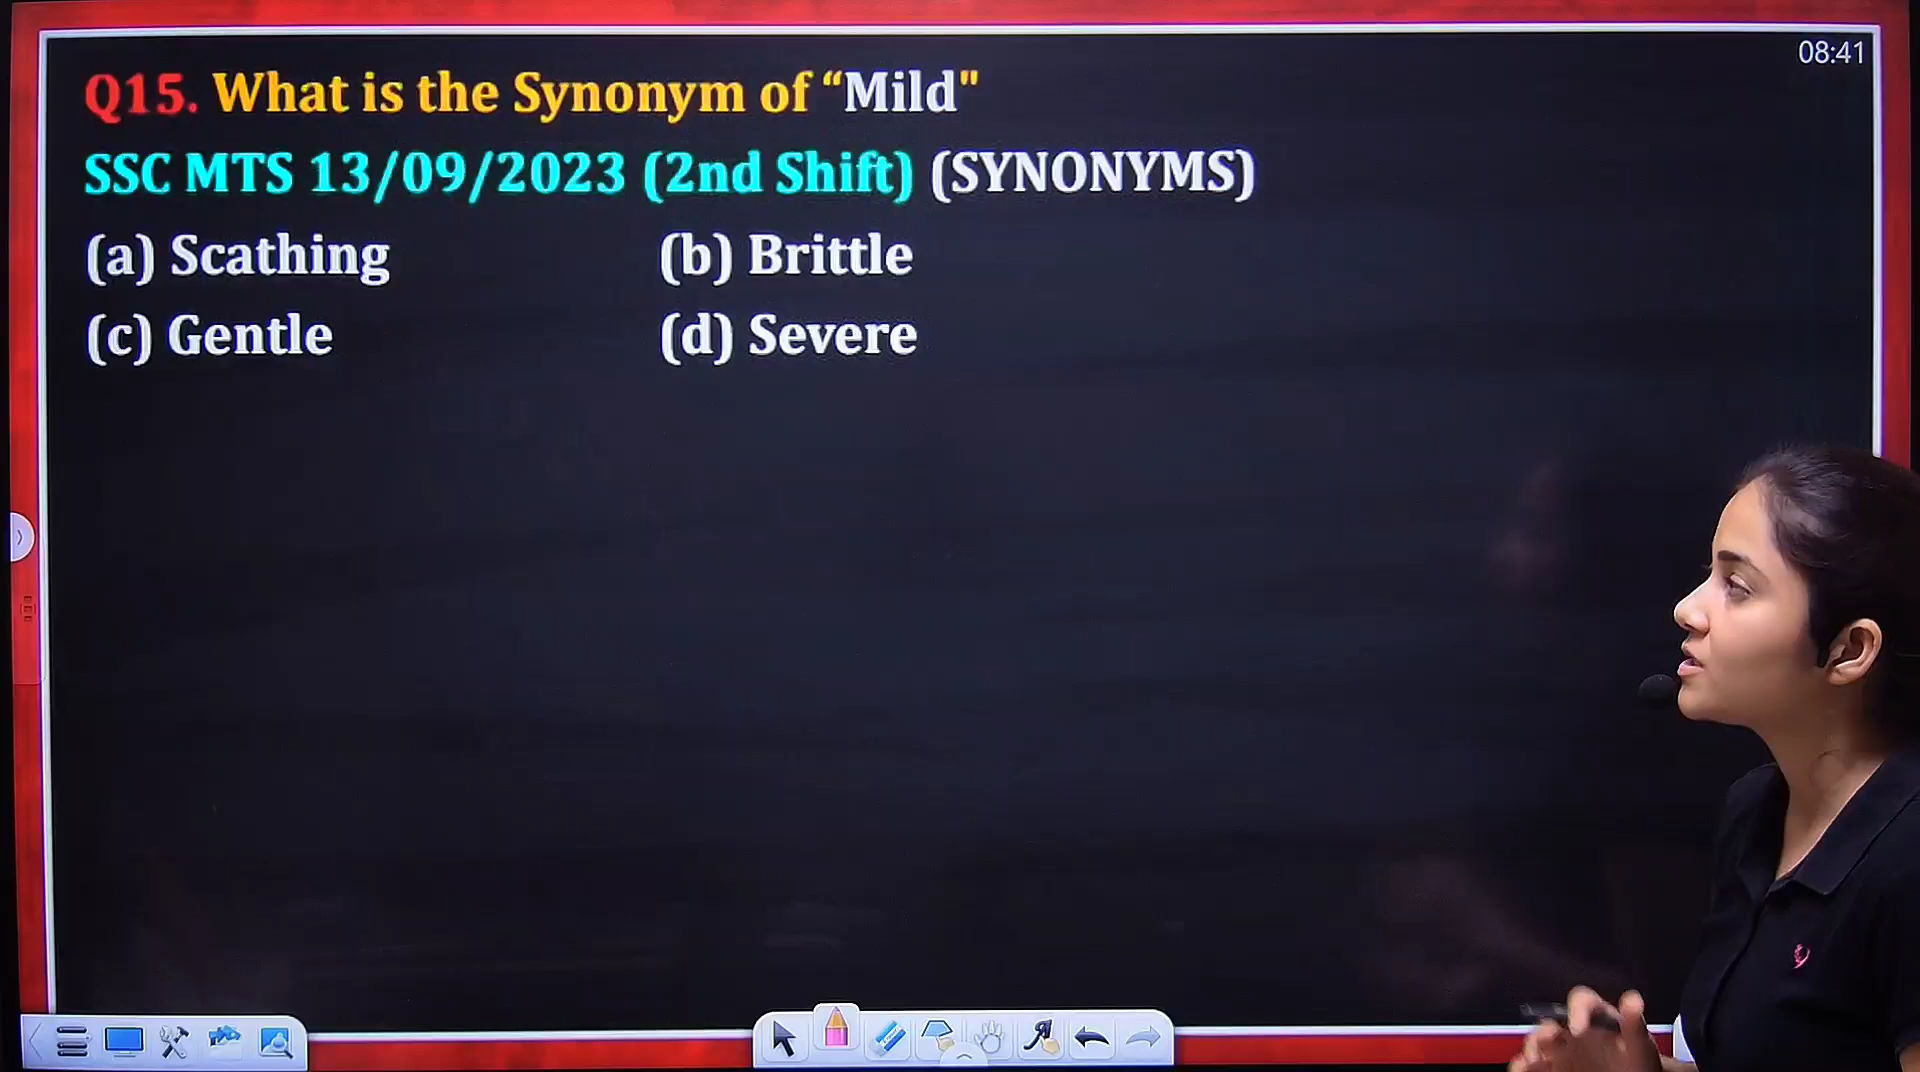 08:41
Q15. What is the Synonym of “Mild"
SSC MTS 13/09/2023 (2nd Shift) (SYNONYMS)
(a) Scathing (b) Brittle
(c) Gentle (d) Severe